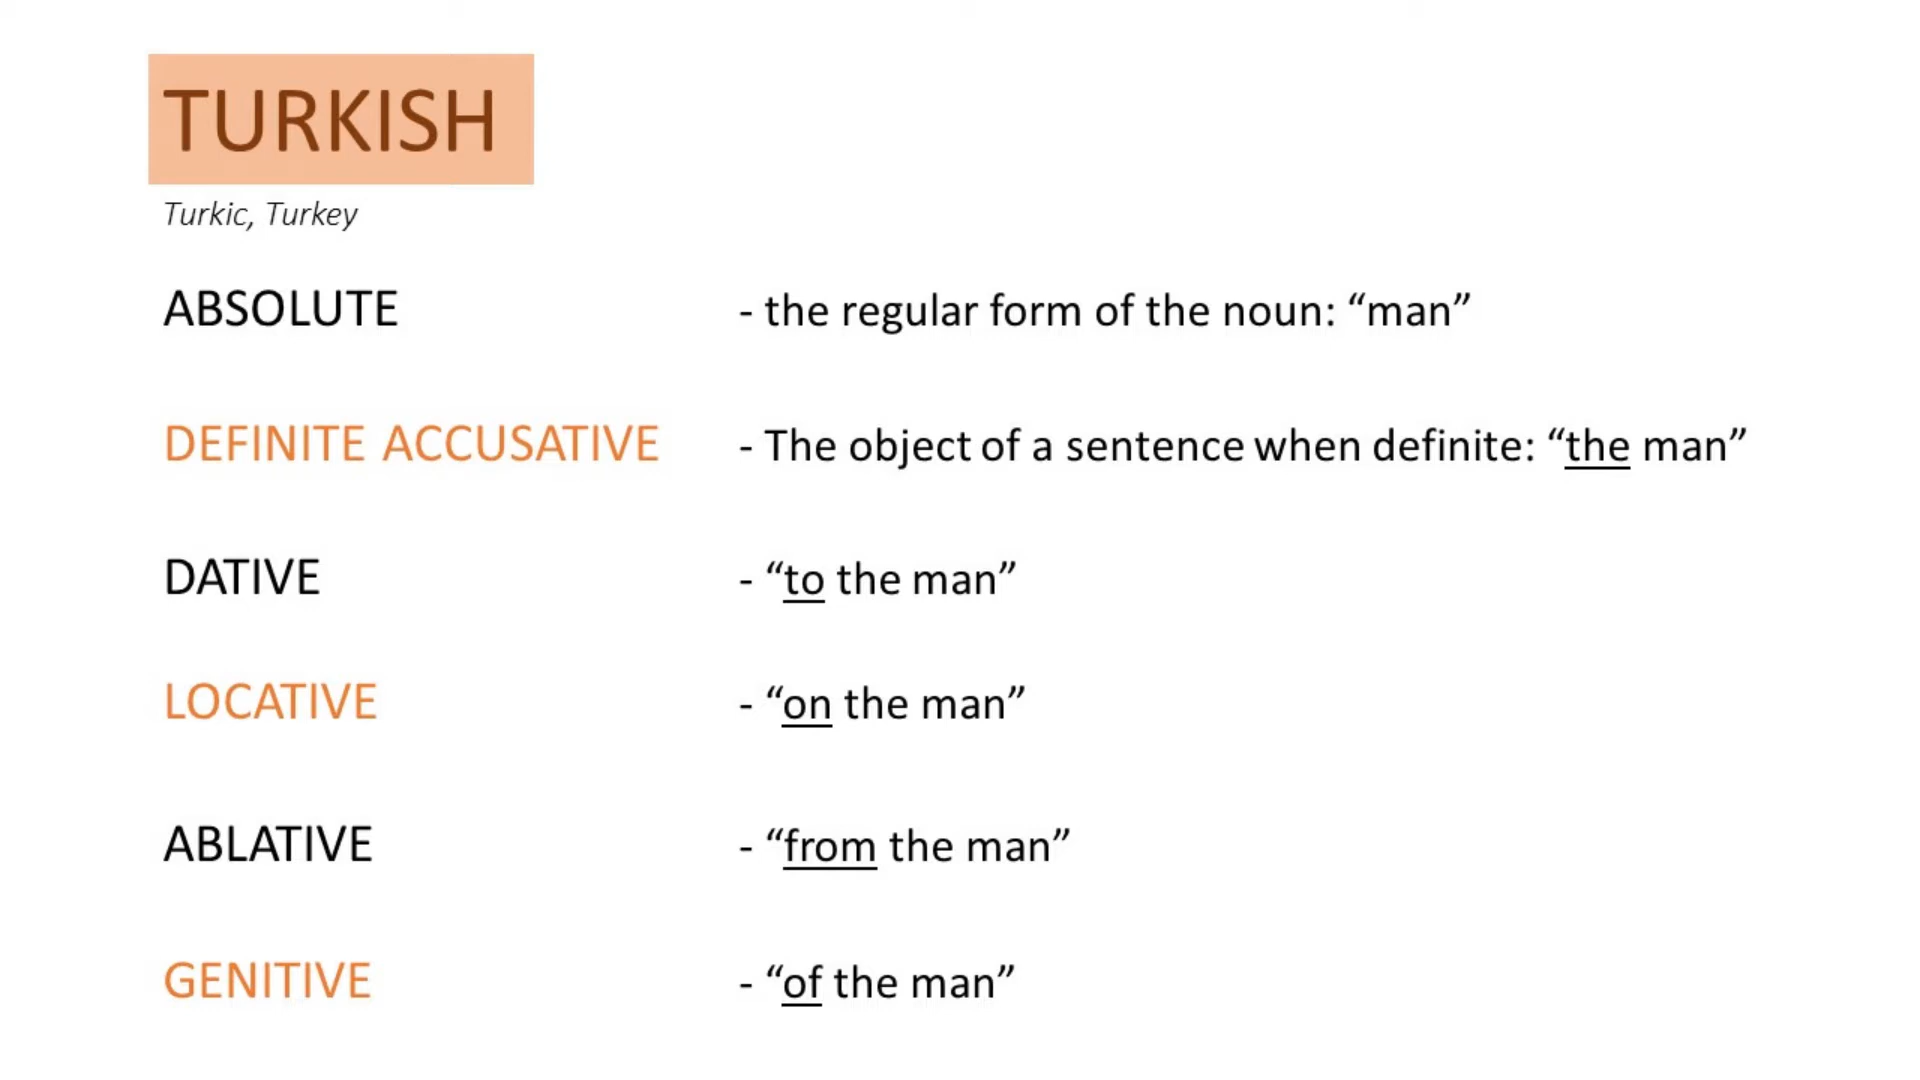 TURKISH
Turkic, Turkey
ABSOLUTE - the regular form of the noun: “man”
DEFINITE ACCUSATIVE - The object of a sentence when definite: “the man”
DATIVE - “to the man”
LOCATIVE - “on the man”
ABLATIVE - “from the man”
GENITIVE - “of the man”